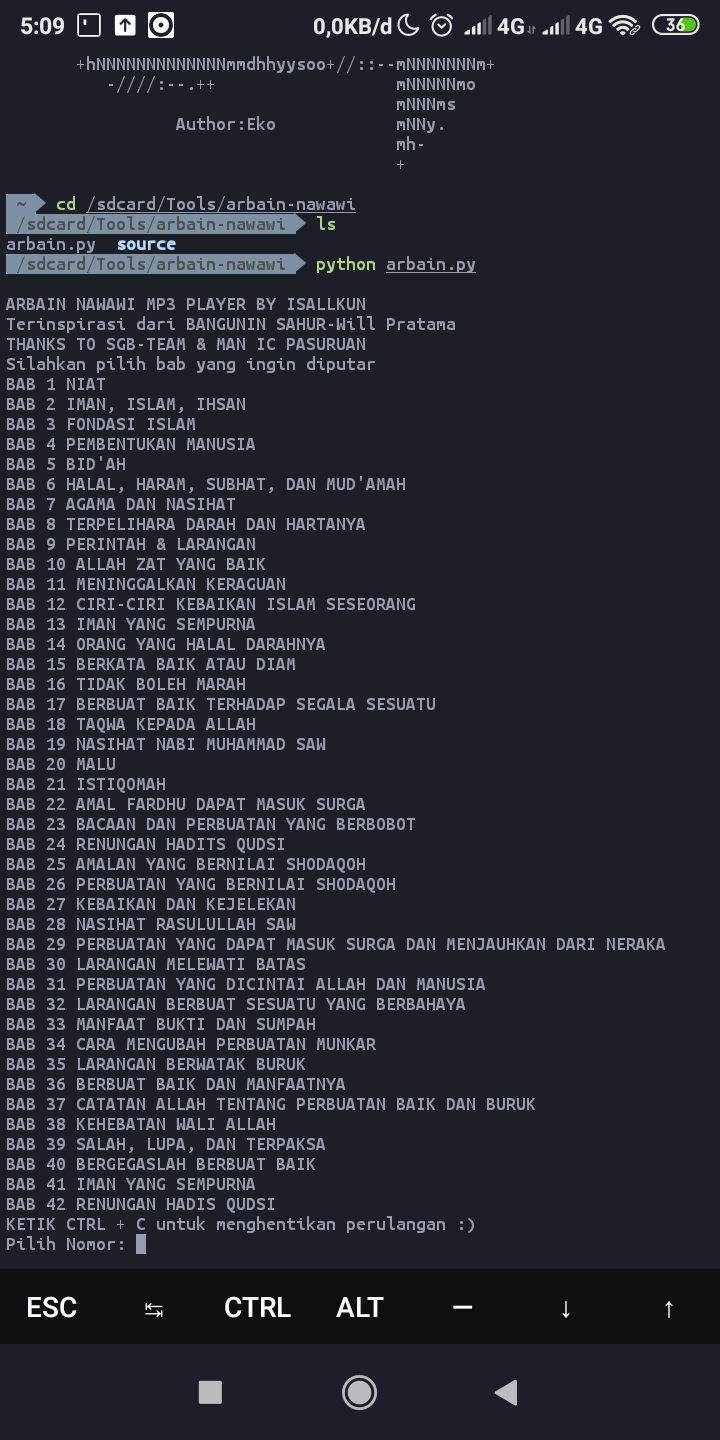 5:09 0,0KB/d 4G 4G 36
+hNNNNNNNNNNNNNmmdhhyysoo+//::--mNNNNNNNm+
-////:--.++ mNNNNNmo
mNNNms
Author:Eko mNNy.
mh-
+
~ cd /sdcard/Tools/arbain-nawawi
/sdcard/Tools/arbain-nawawi ls
arbain.py source
/sdcard/Tools/arbain-nawawi python arbain.py
ARBAIN NAWAWI MP3 PLAYER BY ISALLKUN
Terinspirasi dari BANGUNIN SAHUR-Will Pratama
THANKS TO SGB-TEAM & MAN IC PASURUAN
Silahkan pilih bab yang ingin diputar
BAB 1 NIAT
BAB 2 IMAN, ISLAM, IHSAN
BAB 3 FONDASI ISLAM
BAB 4 PEMBENTUKAN MANUSIA
BAB 5 BID'AH
BAB 6 HALAL, HARAM, SUBHAT, DAN MUD'AMAH
BAB 7 AGAMA DAN NASIHAT
BAB 8 TERPELIHARA DARAH DAN HARTANYA
BAB 9 PERINTAH & LARANGAN
BAB 10 ALLAH ZAT YANG BAIK
BAB 11 MENINGGALKAN KERAGUAN
BAB 12 CIRI-CIRI KEBAIKAN ISLAM SESEORANG
BAB 13 IMAN YANG SEMPURNA
BAB 14 ORANG YANG HALAL DARAHNYA
BAB 15 BERKATA BAIK ATAU DIAM
BAB 16 TIDAK BOLEH MARAH
BAB 17 BERBUAT BAIK TERHADAP SEGALA SESUATU
BAB 18 TAQWA KEPADA ALLAH
BAB 19 NASIHAT NABI MUHAMMAD SAW
BAB 20 MALU
BAB 21 ISTIQOMAH
BAB 22 AMAL FARDHU DAPAT MASUK SURGA
BAB 23 BACAAN DAN PERBUATAN YANG BERBOBOT
BAB 24 RENUNGAN HADITS QUDSI
BAB 25 AMALAN YANG BERNILAI SHODAQOH
BAB 26 PERBUATAN YANG BERNILAI SHODAQOH
BAB 27 KEBAIKAN DAN KEJELEKAN
BAB 28 NASIHAT RASULULLAH SAW
BAB 29 PERBUATAN YANG DAPAT MASUK SURGA DAN MENJAUHKAN DARI NERAKA
BAB 30 LARANGAN MELEWATI BATAS
BAB 31 PERBUATAN YANG DICINTAI ALLAH DAN MANUSIA
BAB 32 LARANGAN BERBUAT SESUATU YANG BERBAHAYA
BAB 33 MANFAAT BUKTI DAN SUMPAH
BAB 34 CARA MENGUBAH PERBUATAN MUNKAR
BAB 35 LARANGAN BERWATAK BURUK
BAB 36 BERBUAT BAIK DAN MANFAATNYA
BAB 37 CATATAN ALLAH TENTANG PERBUATAN BAIK DAN BURUK
BAB 38 KEHEBATAN WALI ALLAH
BAB 39 SALAH, LUPA, DAN TERPAKSA
BAB 40 BERGEGASLAH BERBUAT BAIK
BAB 41 IMAN YANG SEMPURNA
BAB 42 RENUNGAN HADIS QUDSI
KETIK CTRL + C untuk menghentikan perulangan :)
Pilih Nomor:
ESC ↹ CTRL ALT — ↓ ↑